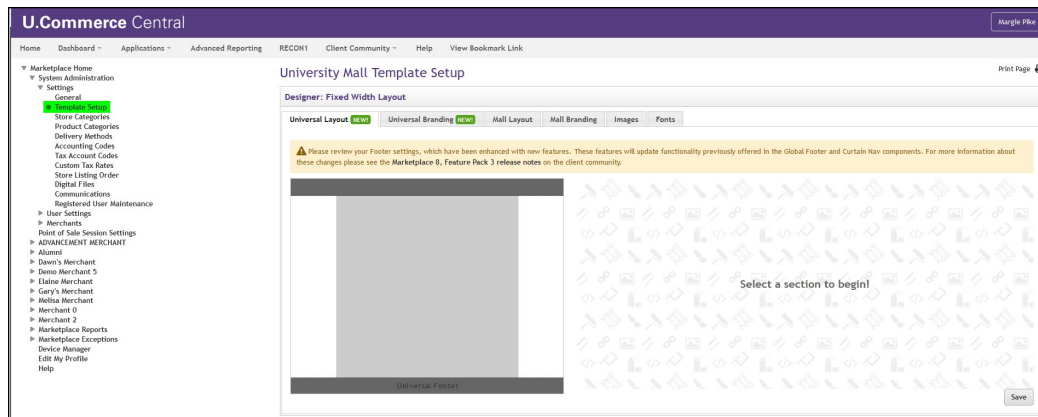 U.Commerce Central
Margie Pike
Home Dashboard Applications Advanced Reporting RECON1 Client Community Help View Bookmark Link
Marketplace Home
System Administration
Settings
General
Template Setup
Store Categories
Product Categories
Delivery Methods
Accounting Codes
Tax Account Codes
Custom Tax Rates
Store Listing Order
Digital Files
Communications
Registered User Maintenance
User Settings
Merchants
Point of Sale Session Settings
ADVANCEMENT MERCHANT
Alumni
Dawn's Merchant
Demo Merchant 5
Elaine Merchant
Gary's Merchant
Melisa Merchant
Merchant 0
Merchant 2
Marketplace Reports
Marketplace Exceptions
Device Manager
Edit My Profile
Help
University Mall Template Setup
Print Page
Designer: Fixed Width Layout
Universal Layout NEW! Universal Branding NEW! Mall Layout Mall Branding Images Fonts
Please review your Footer settings, which have been enhanced with new features. These features will update functionality previously offered in the Global Footer and Curtain Nav components. For more information about
these changes please see the Marketplace 8, Feature Pack 3 release notes on the client community.
Select a section to begin!
Universal Footer
Save